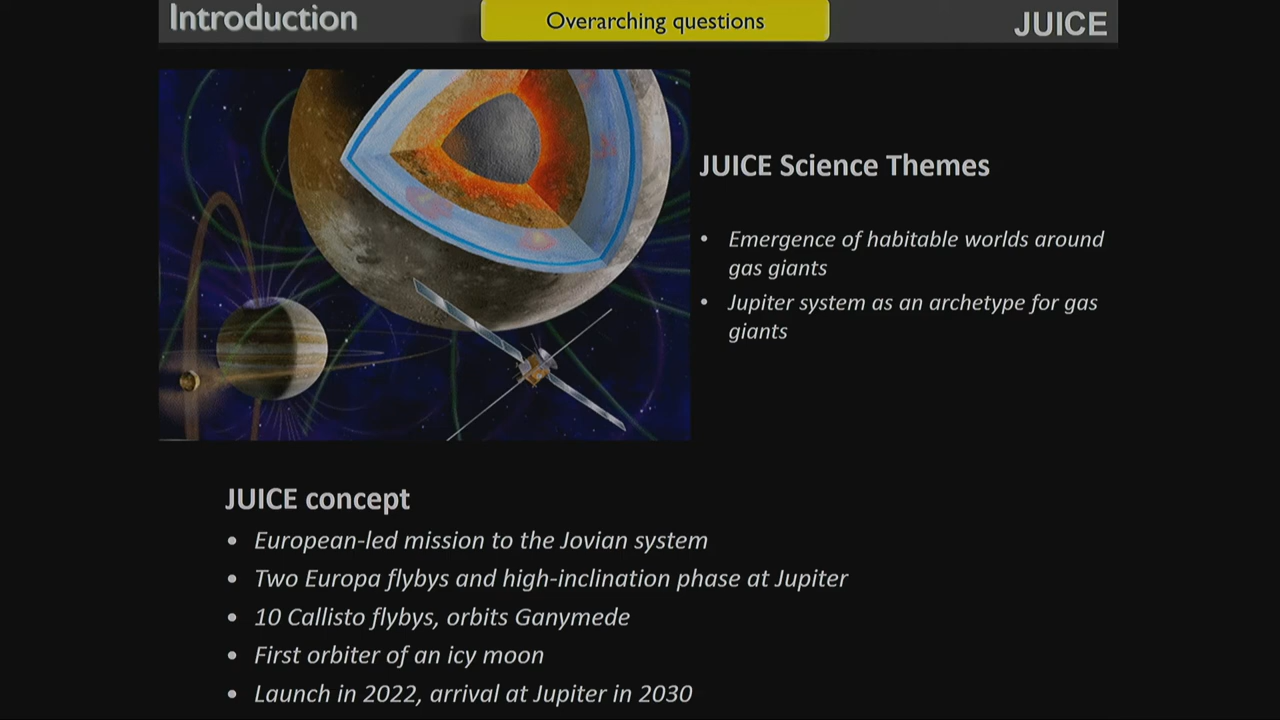 Introduction
Overarching questions
JUICE
JUICE Science Themes
• Emergence of habitable worlds around
gas giants
• Jupiter system as an archetype for gas
giants
JUICE concept
• European-led mission to the Jovian system
• Two Europa flybys and high-inclination phase at Jupiter
• 10 Callisto flybys, orbits Ganymede
• First orbiter of an icy moon
• Launch in 2022, arrival at Jupiter in 2030